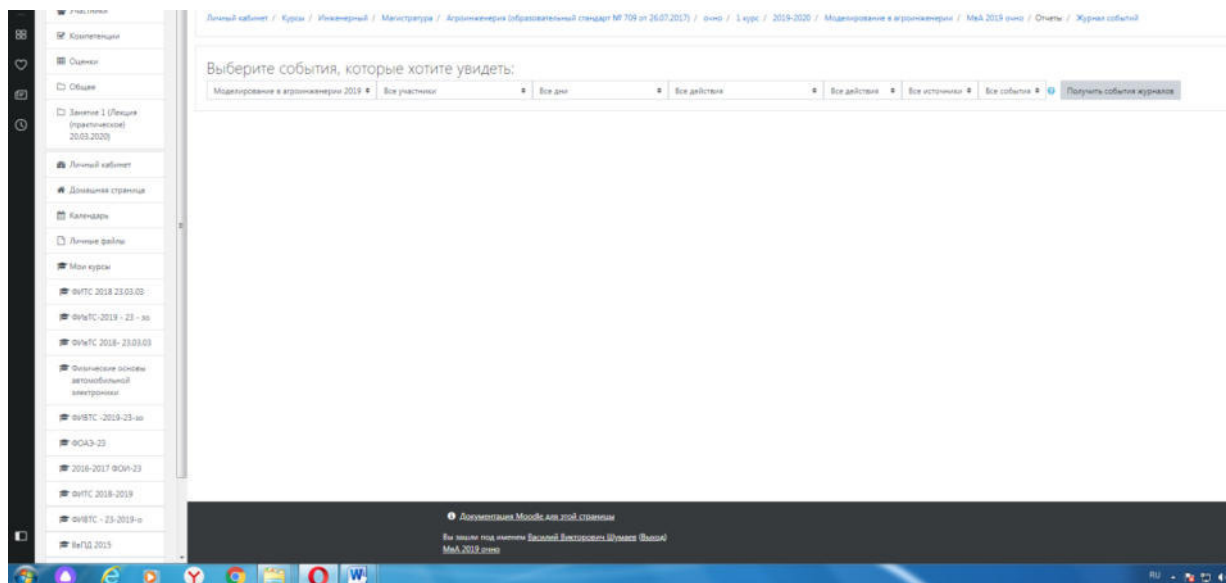 Участники
Компетенции
Оценки
Общее
Занятие 1 (Лекция
(практическое)
20.03.2020)
Личный кабинет
Домашняя страница
Календарь
Личные файлы
Мои курсы
ФИТС 2018 23.03.03
ФИвТС-2019 - 23 - зо
ФИвТС 2018- 23.03.03
Физические основы
автомобильной
электроники
ФИВТС -2019-23-зо
ФОАЭ-23
2016-2017 ФОИ-23
ФИТС 2018-2019
ФИВТС - 23-2019-о
ВеПД 2015
Личный кабинет / Курсы / Инженерный / Магистратура / Агроинженерия (образовательный стандарт № 709 от 26.07.2017) / очно / 1 курс / 2019-2020 / Моделирование в агроинженерии / МвА 2019 очно / Отчеты / Журнал событий
Выберите события, которые хотите увидеть:
Моделирование в агроинженерии 2019 Все участники Все дни Все действия Все действия Все источники Все события Получить события журналов
Документация Moodle для этой страницы
Вы зашли под именем Василий Викторович Шумаев (Выход)
МвА 2019 очно
RU